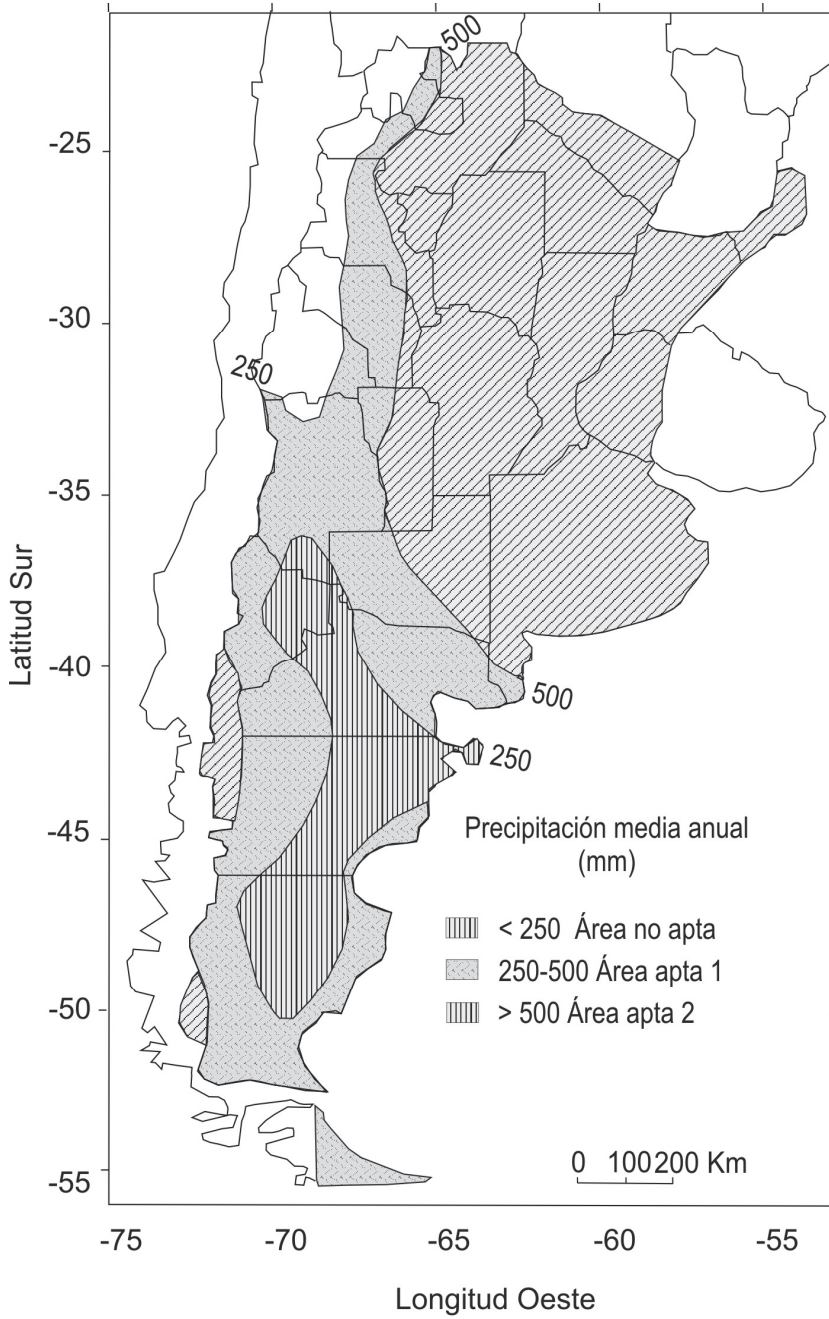 500
-25
-30
250
-35
Latitud Sur
-40
500
250
-45
Precipitación media anual
(mm)
< 250 Área no apta
250-500 Área apta 1
-50
> 500 Área apta 2
0 100 200 Km
-55
-75 -70 -65 -60 -55
Longitud Oeste